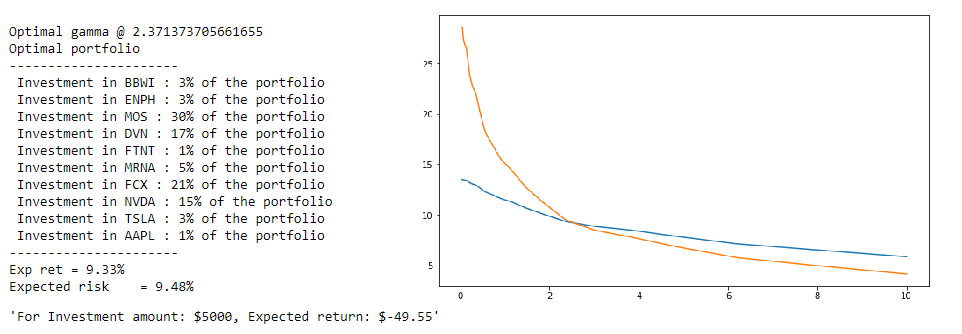 Optimal gamma @ 2.371373705661655
Optimal portfolio
----------------------
Investment in BBWI : 3% of the portfolio
Investment in ENPH : 3% of the portfolio
Investment in MOS : 30% of the portfolio
Investment in DVN : 17% of the portfolio
Investment in FTNT : 1% of the portfolio
Investment in MRNA : 5% of the portfolio
Investment in FCX : 21% of the portfolio
Investment in NVDA : 15% of the portfolio
Investment in TSLA : 3% of the portfolio
Investment in AAPL : 1% of the portfolio
----------------------
Exp ret = 9.33%
Expected risk    = 9.48%
'For Investment amount: $5000, Expected return: $-49.55'
25
20
15
10
5
0 2 4 6 8 10